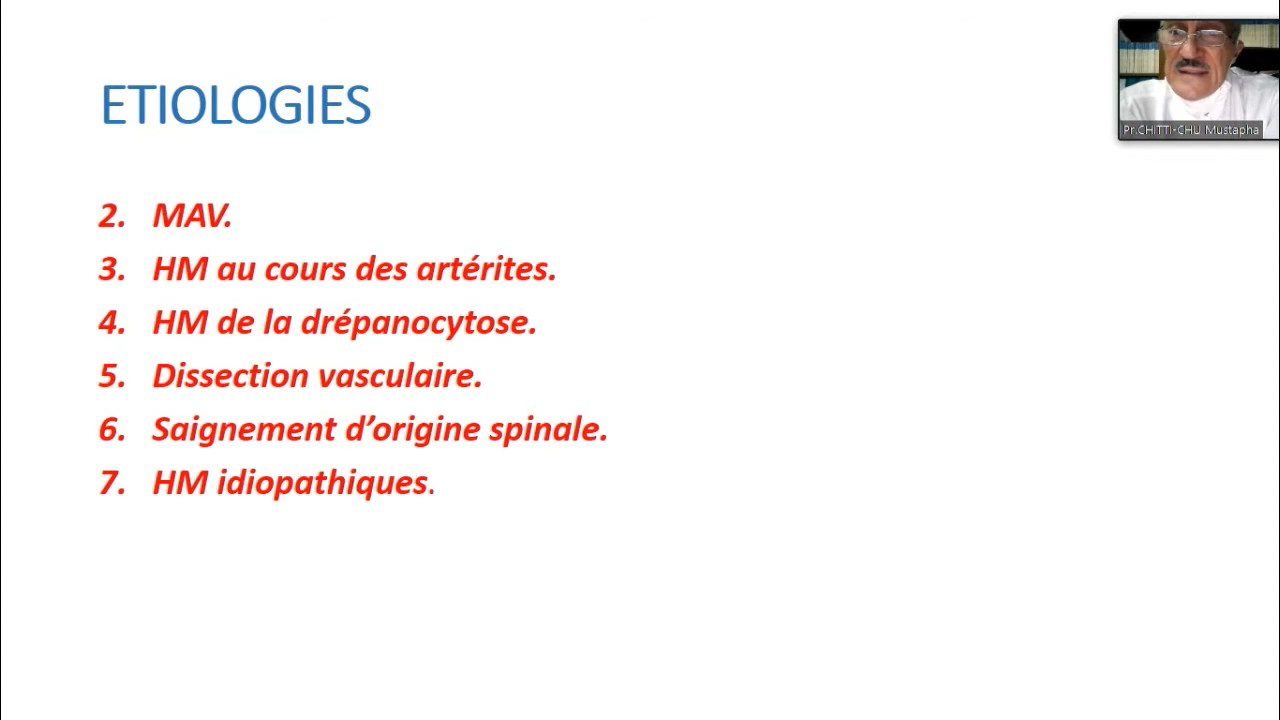 ETIOLOGIES
Pr.CHITTI-CHU Mustapha
2. MAV.
3. HM au cours des artérites.
4. HM de la drépanocytose.
5. Dissection vasculaire.
6. Saignement d’origine spinale.
7. HM idiopathiques.